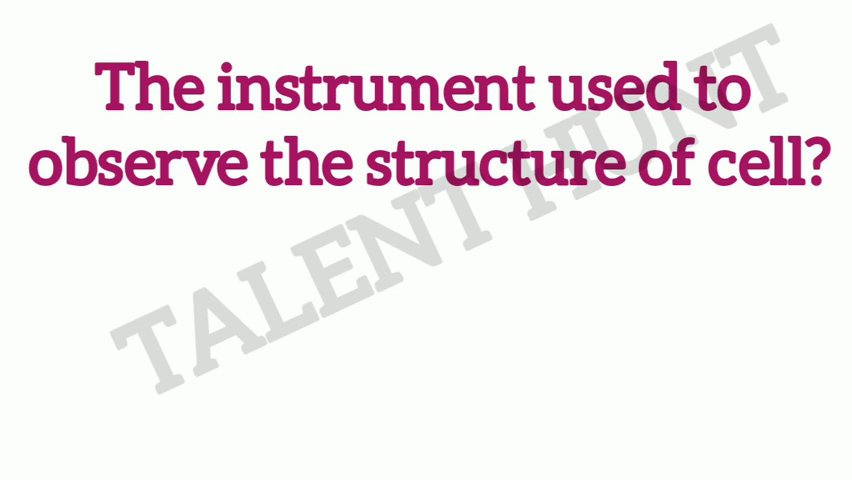 The instrument used to
observe the structure of cell?
TALENT HUNT